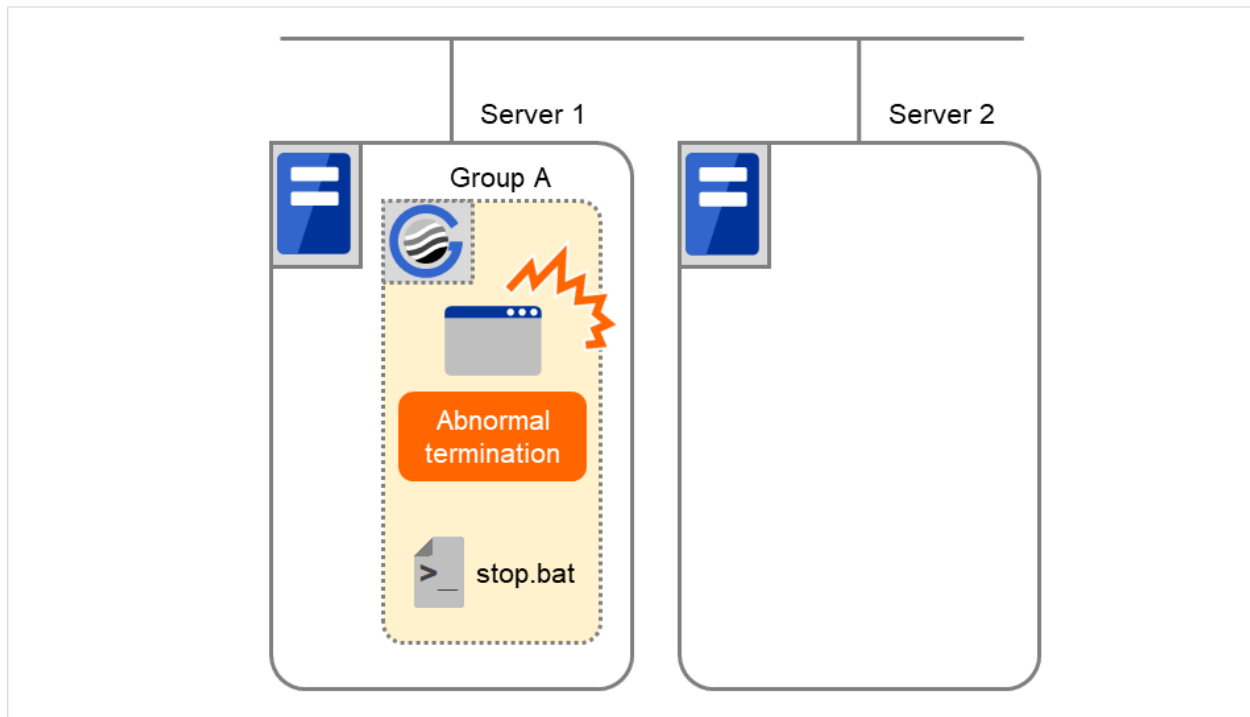 Server 1
Server 2
Group A
Abnormal
termination
>_
stop.bat